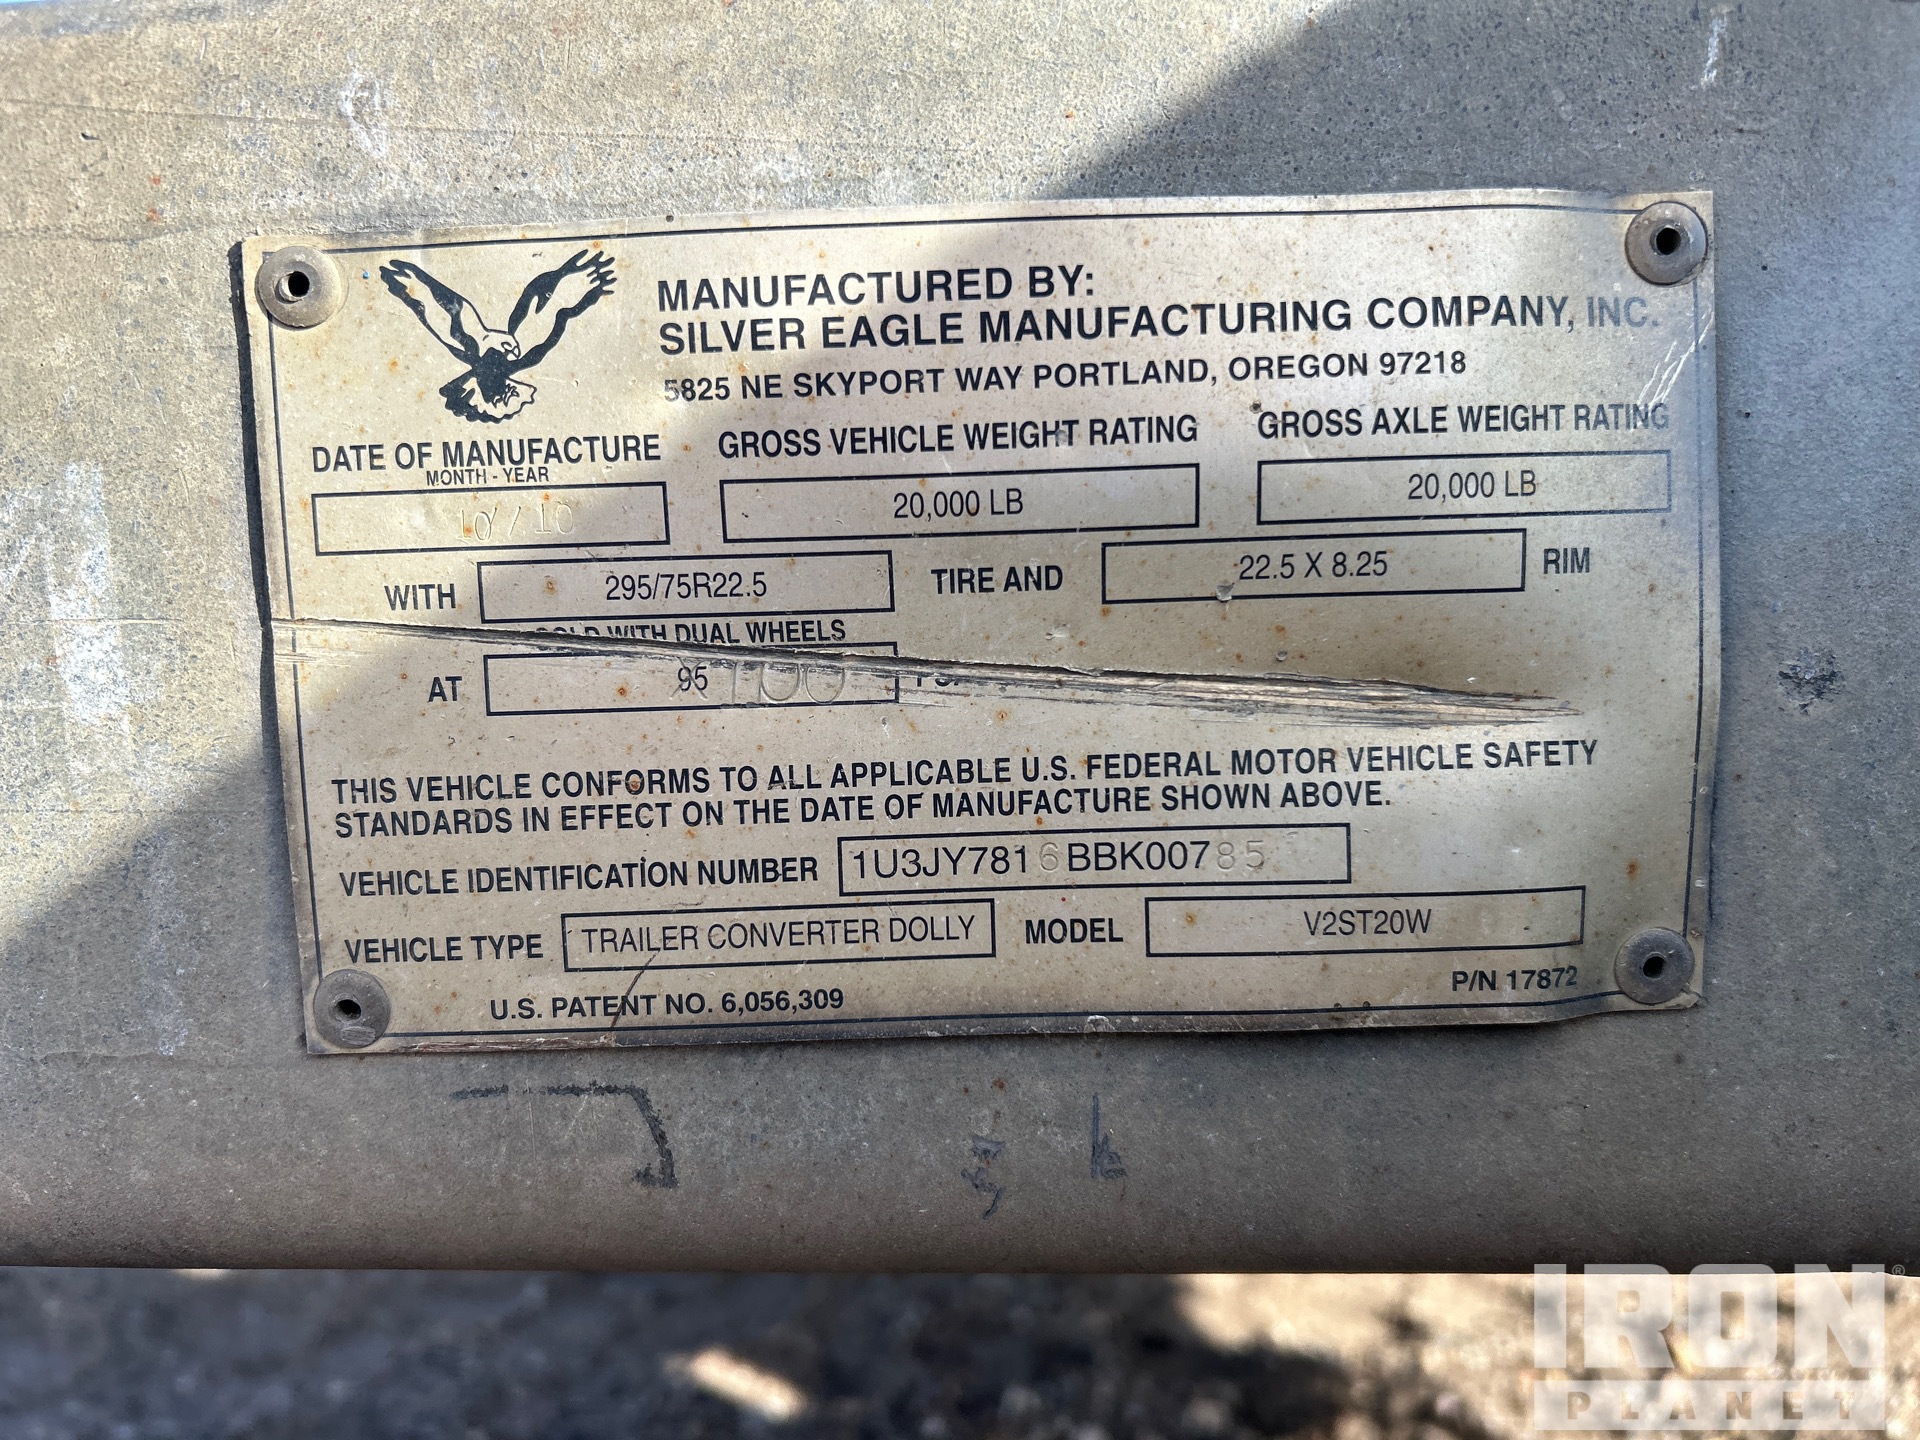 MANUFACTURED BY:
SILVER EAGLE MANUFACTURING COMPANY, INC.
5825 NE SKYPORT WAY PORTLAND, OREGON 97218
DATE OF MANUFACTURE
MONTH - YEAR
10/10
GROSS VEHICLE WEIGHT RATING
20,000 LB
GROSS AXLE WEIGHT RATING
20,000 LB
WITH 295/75R22.5 TIRE AND 22.5 X 8.25 RIM
WITH DUAL WHEELS
AT 95 100
THIS VEHICLE CONFORMS TO ALL APPLICABLE U.S. FEDERAL MOTOR VEHICLE SAFETY
STANDARDS IN EFFECT ON THE DATE OF MANUFACTURE SHOWN ABOVE.
VEHICLE IDENTIFICATION NUMBER 1U3JY7816BBK00785
VEHICLE TYPE TRAILER CONVERTER DOLLY MODEL V2ST20W
U.S. PATENT NO. 6,056,309 P/N 17872
IRON ®
PLANET